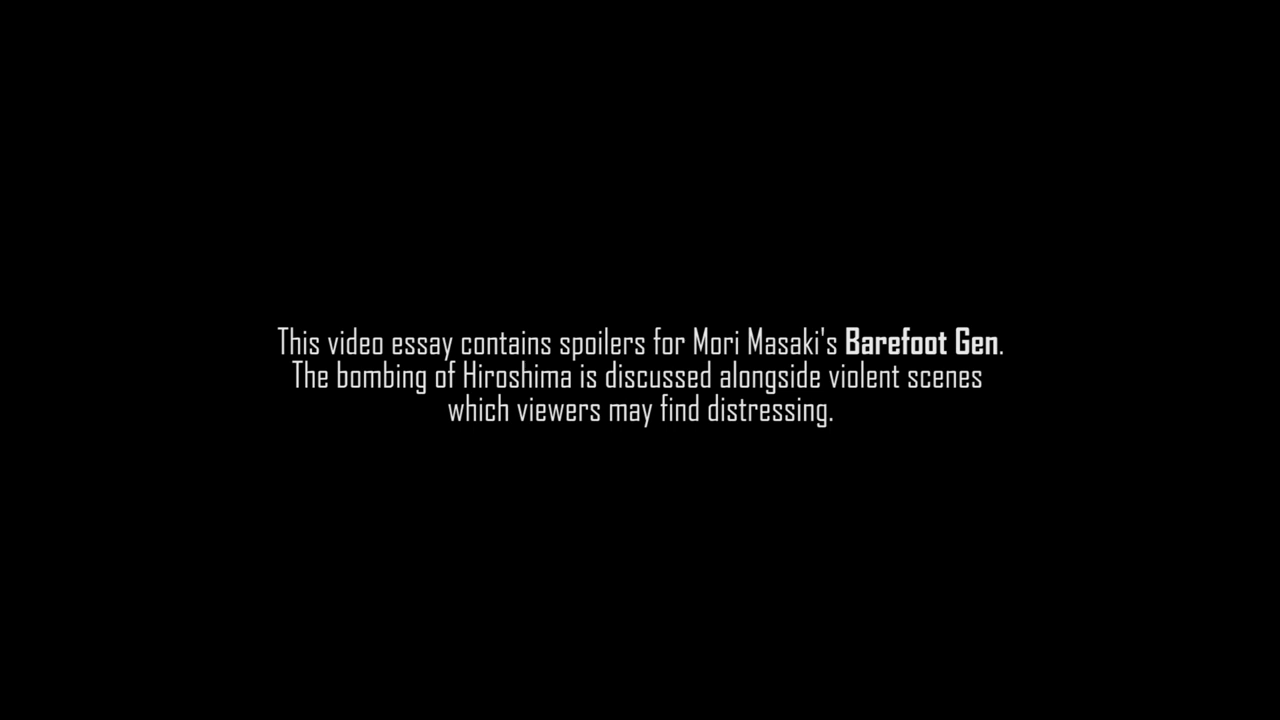 This video essay contains spoilers for Mori Masaki's Barefoot Gen.
The bombing of Hiroshima is discussed alongside violent scenes
which viewers may find distressing.